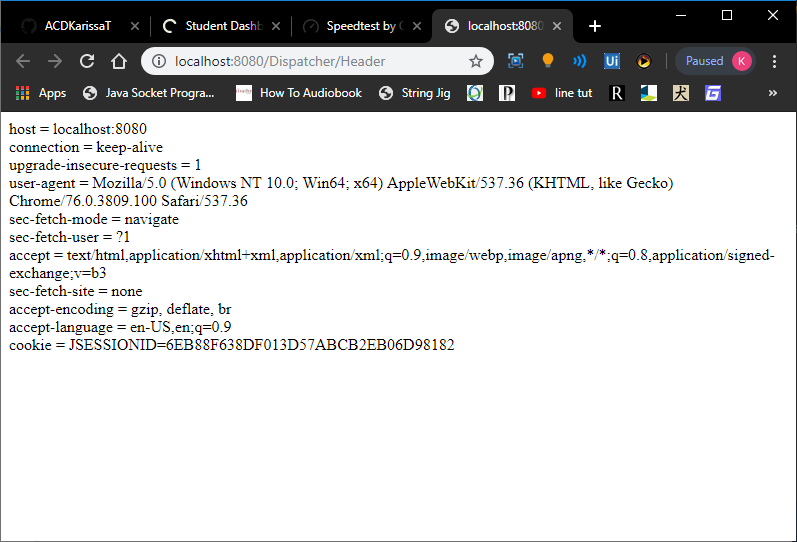 ACDKarissaT
Student Dashb
Speedtest by
localhost:8080
localhost:8080/Dispatcher/Header
Ui
Paused
K
Apps
Java Socket Progra...
How To Audiobook
String Jig
P
line tut
R
犬
G
»
host = localhost:8080
connection = keep-alive
upgrade-insecure-requests = 1
user-agent = Mozilla/5.0 (Windows NT 10.0; Win64; x64) AppleWebKit/537.36 (KHTML, like Gecko)
Chrome/76.0.3809.100 Safari/537.36
sec-fetch-mode = navigate
sec-fetch-user = ?1
accept = text/html,application/xhtml+xml,application/xml;q=0.9,image/webp,image/apng,*/*;q=0.8,application/signed-
exchange;v=b3
sec-fetch-site = none
accept-encoding = gzip, deflate, br
accept-language = en-US,en;q=0.9
cookie = JSESSIONID=6EB88F638DF013D57ABCB2EB06D98182